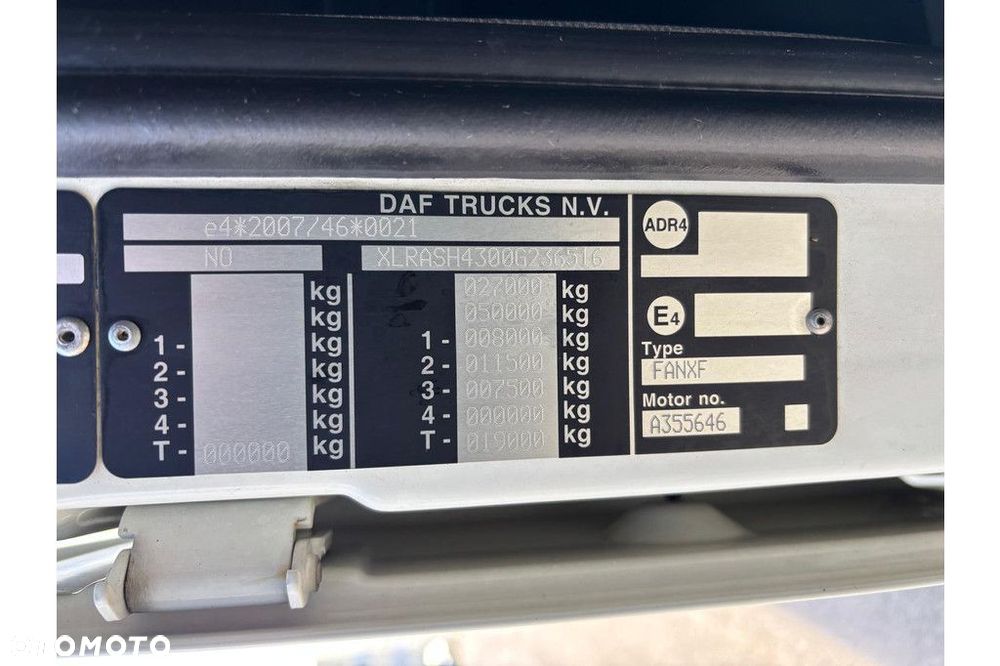 DAF TRUCKS N.V.
e4*2007/46*0021
NO XLRASH4300G236516
kg 027000 kg
kg 050000 kg
1- kg 1- 008000 kg
2- kg 2- 011500 kg
3- kg 3- 007500 kg
4- kg 4- 000000 kg
T- 000000 kg T- 019000 kg
ADR4
E4
Type
FANXF
Motor no.
A355646
OTOMOTO